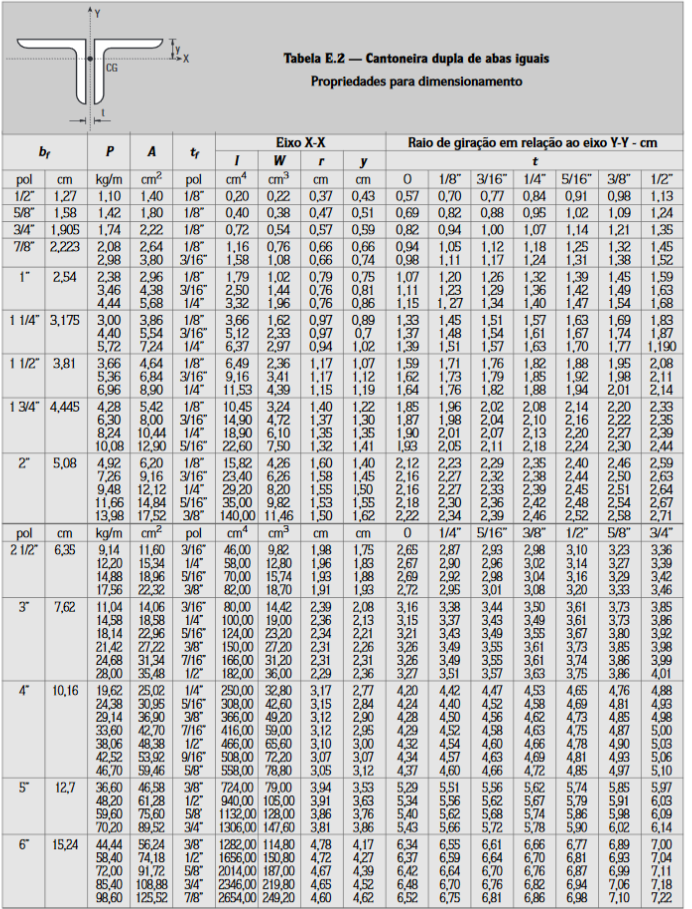 Y
y
X
CG
t
Tabela E.2 — Cantoneira dupla de abas iguais
Propriedades para dimensionamento
bf P A tf Eixo X-X Raio de giração em relação ao eixo Y-Y - cm
I W r y t
pol cm kg/m cm² pol cm⁴ cm³ cm cm 0 1/8" 3/16" 1/4" 5/16" 3/8" 1/2"
1/2" 1,27 1,10 1,40 1/8" 0,20 0,22 0,37 0,43 0,57 0,70 0,77 0,84 0,91 0,98 1,13
5/8" 1,58 1,42 1,80 1/8" 0,40 0,38 0,47 0,51 0,69 0,82 0,88 0,95 1,02 1,09 1,24
3/4" 1,905 1,74 2,22 1/8" 0,72 0,54 0,57 0,59 0,82 0,94 1,00 1,07 1,14 1,21 1,35
7/8" 2,223 2,08 2,64 1/8" 1,16 0,76 0,66 0,66 0,94 1,05 1,12 1,18 1,25 1,32 1,45
2,98 3,80 3/16" 1,58 1,08 0,66 0,74 0,98 1,11 1,17 1,24 1,31 1,38 1,52
1" 2,54 2,38 2,96 1/8" 1,79 1,02 0,79 0,75 1,07 1,20 1,26 1,32 1,39 1,45 1,59
3,46 4,38 3/16" 2,50 1,44 0,76 0,81 1,11 1,23 1,29 1,36 1,42 1,49 1,63
4,44 5,68 1/4" 3,32 1,96 0,76 0,86 1,15 1, 27 1,34 1,40 1,47 1,54 1,68
1 1/4" 3,175 3,00 3,86 1/8" 3,66 1,62 0,97 0,89 1,33 1,45 1,51 1,57 1,63 1,69 1,83
4,40 5,54 3/16" 5,12 2,33 0,97 0,7 1,37 1,48 1,54 1,61 1,67 1,74 1,87
5,72 7,24 1/4" 6,37 2,97 0,94 1,02 1,39 1,51 1,57 1,63 1,70 1,77 1,190
1 1/2" 3,81 3,66 4,64 1/8" 6,49 2,36 1,17 1,07 1,59 1,71 1,76 1,82 1,88 1,95 2,08
5,36 6,84 3/16" 9,16 3,41 1,17 1,12 1,62 1,73 1,79 1,85 1,92 1,98 2,11
6,96 8,90 1/4" 11,53 4,39 1,15 1,19 1,64 1,76 1,82 1,88 1,94 2,01 2,14
1 3/4" 4,445 4,28 5,42 1/8" 10,45 3,24 1,40 1,22 1,85 1,96 2,02 2,08 2,14 2,20 2,33
6,30 8,00 3/16" 14,90 4,72 1,37 1,30 1,87 1,98 2,04 2,10 2,16 2,22 2,35
8,24 10,44 1/4" 18,90 6,10 1,35 1,35 1,90 2,01 2,07 2,13 2,20 2,27 2,39
10,08 12,90 5/16" 22,60 7,50 1,32 1,41 1,93 2,05 2,11 2,18 2,24 2,30 2,44
2" 5,08 4,92 6,20 1/8" 15,82 4,26 1,60 1,40 2,12 2,23 2,29 2,35 2,40 2,46 2,59
7,26 9,16 3/16" 23,40 6,26 1,58 1,45 2,16 2,27 2,32 2,38 2,44 2,50 2,63
9,48 12,12 1/4" 29,20 8,20 1,55 1,50 2,16 2,27 2,33 2,39 2,45 2,51 2,64
11,66 14,84 5/16" 35,00 9,82 1,53 1,55 2,18 2,30 2,36 2,42 2,48 2,54 2,67
13,98 17,52 3/8" 140,00 11,46 1,50 1,62 2,22 2,34 2,39 2,46 2,52 2,58 2,71
pol cm kg/m cm² pol cm⁴ cm³ cm cm 0 1/4" 5/16" 3/8" 1/2" 5/8" 3/4"
2 1/2" 6,35 9,14 11,60 3/16" 46,00 9,82 1,98 1,75 2,65 2,87 2,93 2,98 3,10 3,23 3,36
12,20 15,34 1/4" 58,00 12,80 1,96 1,83 2,67 2,90 2,96 3,02 3,14 3,27 3,39
14,88 18,96 5/16" 70,00 15,74 1,93 1,88 2,69 2,92 2,98 3,04 3,16 3,29 3,42
17,56 22,32 3/8" 82,00 18,70 1,91 1,93 2,72 2,95 3,01 3,08 3,20 3,33 3,46
3" 7,62 11,04 14,06 3/16" 80,00 14,42 2,39 2,08 3,16 3,38 3,44 3,50 3,61 3,73 3,85
14,58 18,58 1/4" 100,00 19,00 2,36 2,13 3,15 3,37 3,43 3,49 3,61 3,73 3,86
18,14 22,96 5/16" 124,00 23,20 2,34 2,21 3,21 3,43 3,49 3,55 3,67 3,80 3,92
21,42 27,22 3/8" 150,00 27,20 2,31 2,26 3,26 3,49 3,55 3,61 3,73 3,85 3,98
24,68 31,34 7/16" 166,00 31,20 2,31 2,31 3,26 3,49 3,55 3,61 3,74 3,86 3,99
28,00 35,48 1/2" 182,00 36,00 2,29 2,36 3,27 3,51 3,57 3,63 3,75 3,86 4,01
4" 10,16 19,62 25,02 1/4" 250,00 32,80 3,17 2,77 4,20 4,42 4,47 4,53 4,65 4,76 4,88
24,38 30,95 5/16" 308,00 42,60 3,15 2,84 4,24 4,40 4,52 4,58 4,69 4,81 4,93
29,14 36,90 3/8" 366,00 49,20 3,12 2,90 4,28 4,50 4,56 4,62 4,73 4,85 4,98
33,60 42,70 7/16" 416,00 59,00 3,12 2,95 4,29 4,52 4,58 4,63 4,75 4,87 5,00
38,06 48,38 1/2" 466,00 65,60 3,10 3,00 4,32 4,54 4,60 4,66 4,78 4,90 5,03
42,52 53,92 9/16" 508,00 72,20 3,07 3,07 4,34 4,57 4,63 4,69 4,81 4,93 5,06
46,70 59,46 5/8" 558,00 78,80 3,05 3,12 4,37 4,60 4,66 4,72 4,85 4,97 5,10
5" 12,7 36,60 46,58 3/8" 724,00 79,00 3,94 3,53 5,29 5,51 5,56 5,62 5,74 5,85 5,97
48,20 61,28 1/2" 940,00 105,00 3,91 3,63 5,34 5,56 5,62 5,67 5,79 5,91 6,03
59,60 75,60 5/8' 1132,00 128,00 3,86 3,76 5,40 5,62 5,68 5,74 5,86 5,98 6,09
70,20 89,52 3/4" 1306,00 147,60 3,81 3,86 5,43 5,66 5,72 5,78 5,90 6,02 6,14
6" 15,24 44,44 56,24 3/8" 1282,00 114,80 4,78 4,17 6,34 6,55 6,61 6,66 6,77 6,89 7,00
58,40 74,18 1/2" 1656,00 150,80 4,72 4,27 6,37 6,59 6,64 6,70 6,81 6,93 7,04
72,00 91,72 5/8" 2014,00 187,00 4,67 4,39 6,42 6,64 6,70 6,76 6,87 6,99 7,11
85,40 108,88 3/4" 2346,00 219,80 4,65 4,52 6,48 6,70 6,76 6,82 6,94 7,06 7,18
98,60 125,52 7/8" 2654,00 249,20 4,60 4,62 6,52 6,75 6,81 6,86 6,98 7,10 7,22